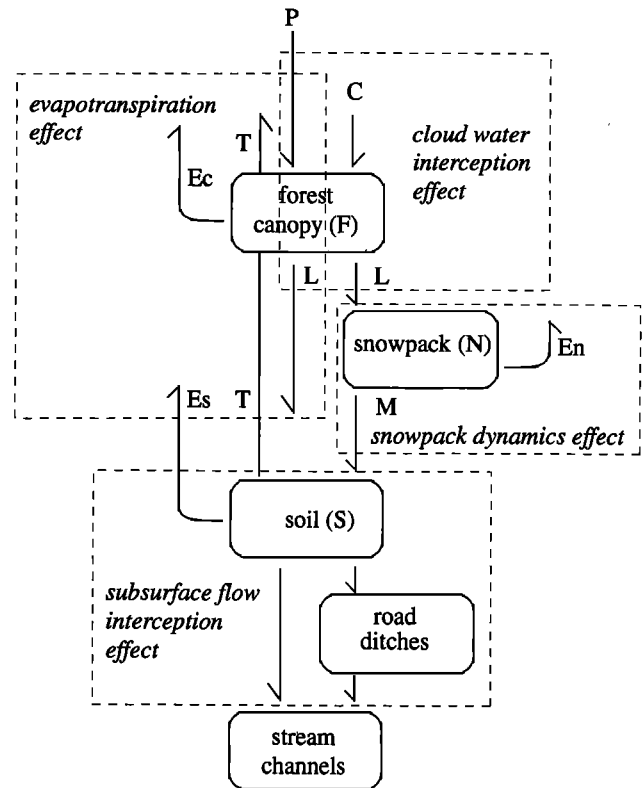 P
C
evapotranspiration
effect
T
cloud water
interception
effect
Ec
forest
canopy (F)
L
L
snowpack (N)
En
Es
T
M
snowpack dynamics effect
soil (S)
subsurface flow
interception
effect
road
ditches
stream
channels